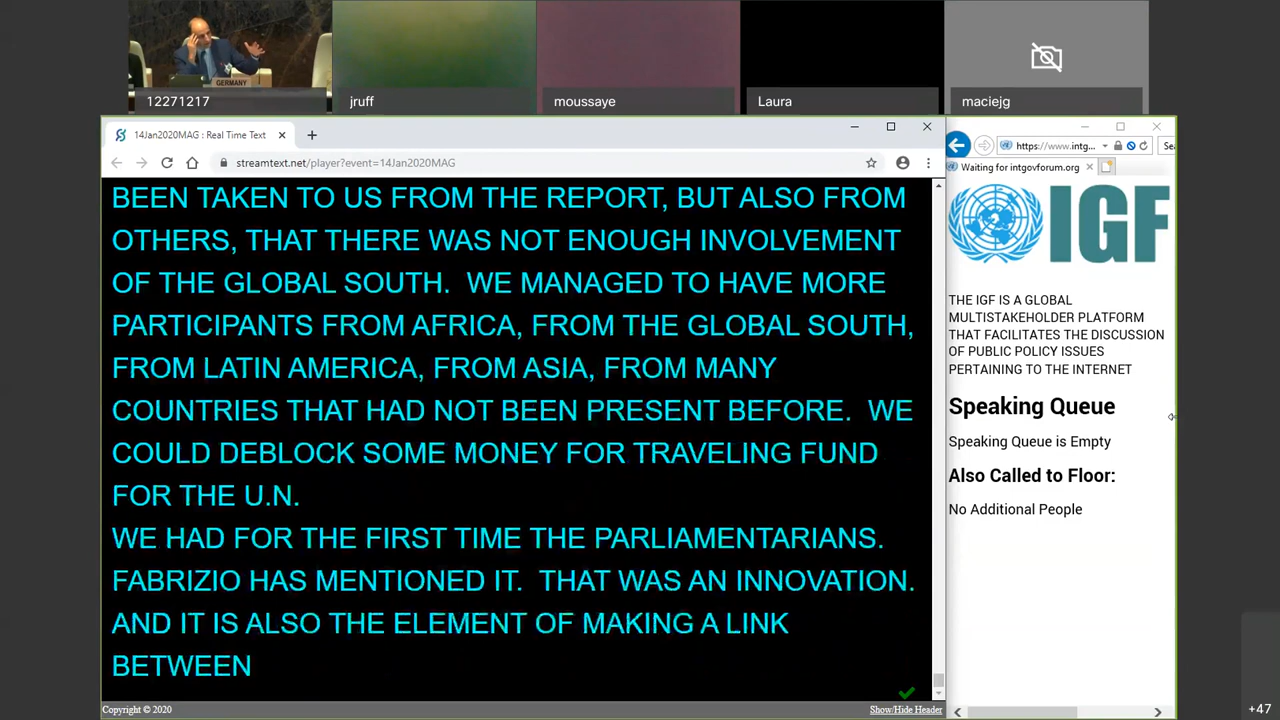 GERMANY
12271217
jruff
moussaye
Laura
maciejg
14Jan2020MAG : Real Time Text
streamtext.net/player?event=14Jan2020MAG
BEEN TAKEN TO US FROM THE REPORT, BUT ALSO FROM
OTHERS, THAT THERE WAS NOT ENOUGH INVOLVEMENT
OF THE GLOBAL SOUTH.  WE MANAGED TO HAVE MORE
PARTICIPANTS FROM AFRICA, FROM THE GLOBAL SOUTH,
FROM LATIN AMERICA, FROM ASIA, FROM MANY
COUNTRIES THAT HAD NOT BEEN PRESENT BEFORE.  WE
COULD DEBLOCK SOME MONEY FOR TRAVELING FUND
FOR THE U.N.
WE HAD FOR THE FIRST TIME THE PARLIAMENTARIANS.
FABRIZIO HAS MENTIONED IT.  THAT WAS AN INNOVATION.
AND IT IS ALSO THE ELEMENT OF MAKING A LINK
BETWEEN
Copyright © 2020
Show/Hide Header
https://www.intg...
Sea
Waiting for intgovforum.org
IGF
THE IGF IS A GLOBAL
MULTISTAKEHOLDER PLATFORM
THAT FACILITATES THE DISCUSSION
OF PUBLIC POLICY ISSUES
PERTAINING TO THE INTERNET
Speaking Queue
Speaking Queue is Empty
Also Called to Floor:
No Additional People
+47